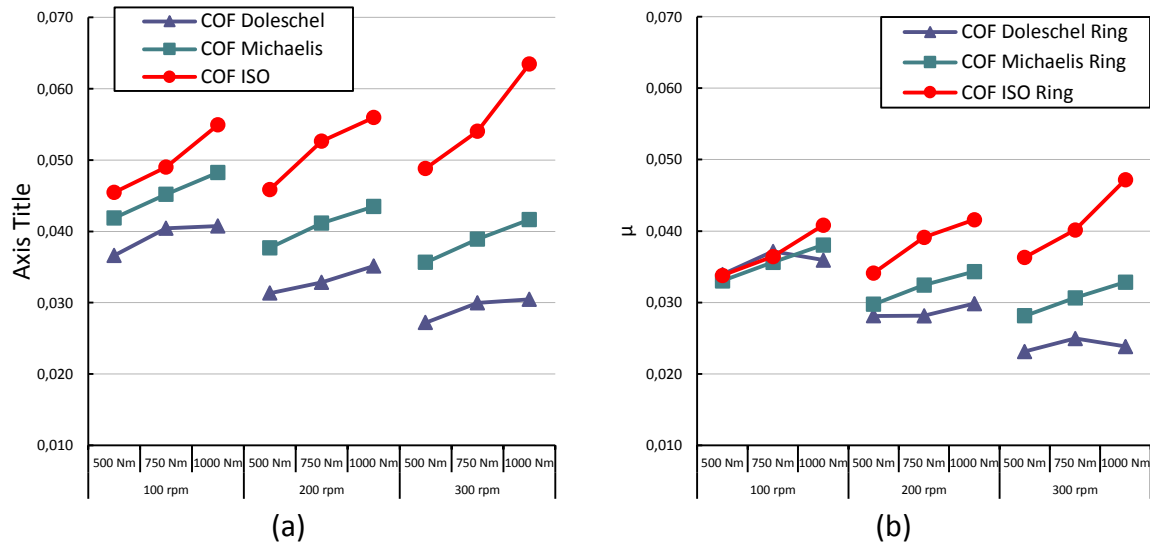 0,070
0,060
0,050
0,040
0,030
0,020
0,010
Axis Title
COF Doleschel
COF Michaelis
COF ISO
500 Nm 750 Nm 1000 Nm 500 Nm 750 Nm 1000 Nm 500 Nm 750 Nm 1000 Nm
100 rpm 200 rpm 300 rpm
(a)
0,070
0,060
0,050
0,040
0,030
0,020
0,010
μ
COF Doleschel Ring
COF Michaelis Ring
COF ISO Ring
500 Nm 750 Nm 1000 Nm 500 Nm 750 Nm 1000 Nm 500 Nm 750 Nm 1000 Nm
100 rpm 200 rpm 300 rpm
(b)